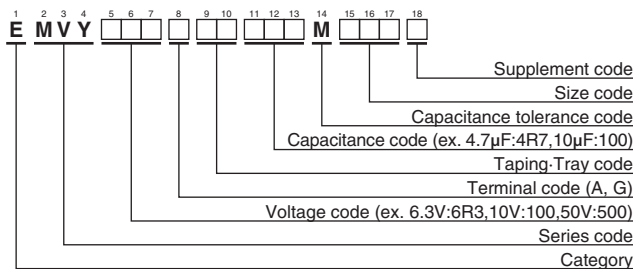 1 2 3 4 5 6 7 8 9 10 11 12 13 14 15 16 17 18
E M V Y M
Supplement code
Size code
Capacitance tolerance code
Capacitance code (ex. 4.7μF:4R7,10μF:100)
Taping·Tray code
Terminal code (A, G)
Voltage code (ex. 6.3V:6R3,10V:100,50V:500)
Series code
Category